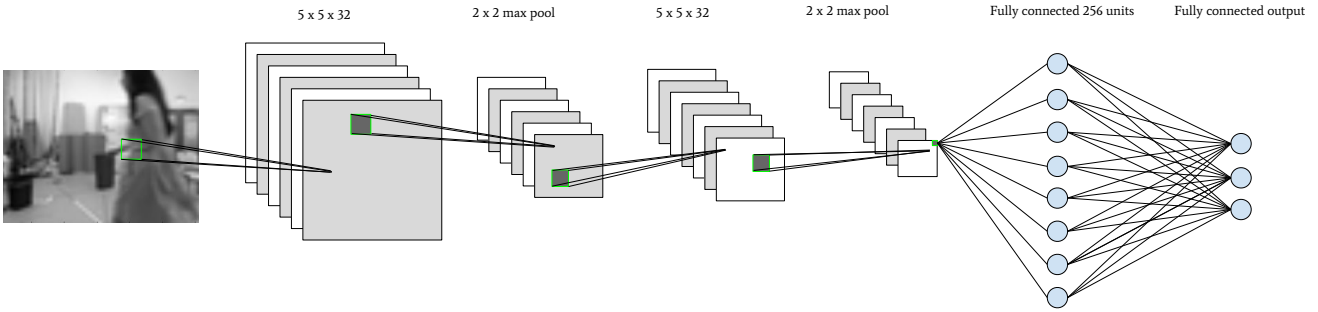 5 x 5 x 32
2 x 2 max pool
5 x 5 x 32
2 x 2 max pool
Fully connected 256 units
Fully connected output